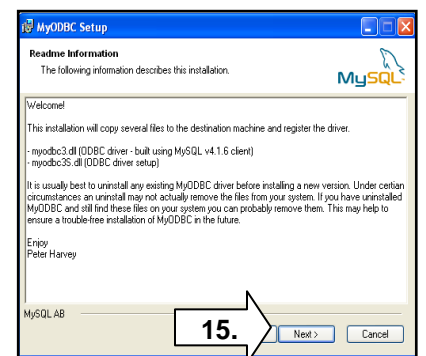 MyODBC Setup
Readme Information
The following information describes this installation.
MySQL
Welcome!
This installation will copy several files to the destination machine and register the driver.
- myodbc3.dll (ODBC driver - built using MySQL v4.1.6 client)
- myodbc3S.dll (ODBC driver setup)
It is usually best to uninstall any existing MyODBC driver before installing a new version. Under certian
circumstances an uninstall may not actually remove the files from your system. If you have uninstalled
MyODBC and still find these files on your system you can probably remove them. This may help to
ensure a trouble-free installation of MyODBC in the future.
Enjoy
Peter Harvey
MySQL AB
15.
Next >
Cancel